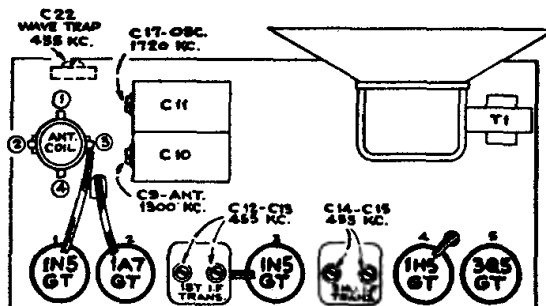 C22
WAVE TRAP
455 KC.
C17-OSC.
1720 KC.
C11
C10
T1
①
②
ANT.
COIL
③
④
C9-ANT.
1500 KC.
C12-C13
455 KC.
C14-C15
455 KC.
1
1N5
GT
2
1A7
GT
1ST I.F
TRANS.
3
1N5
GT
TRANS.
4
1H5
GT
5
3Q5
GT